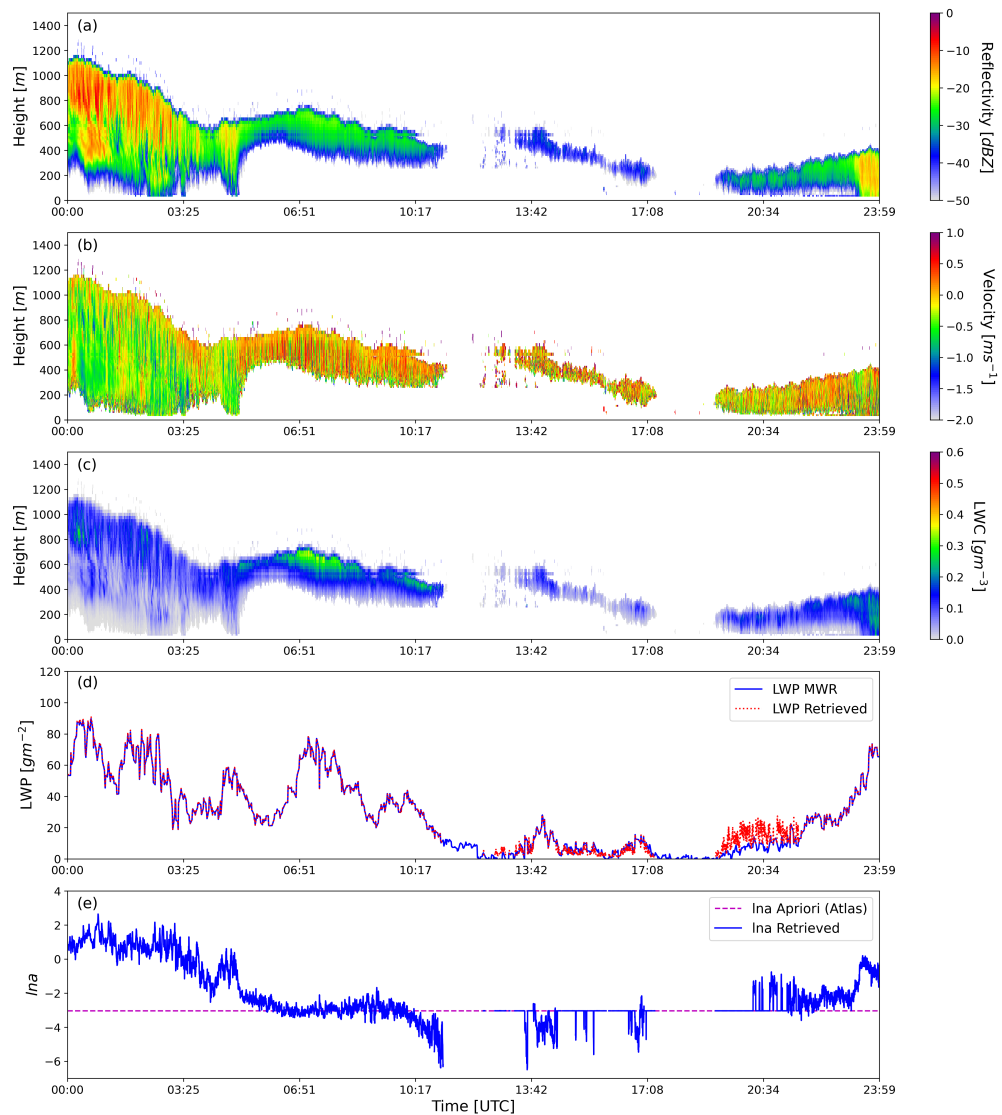 (a)
1400
1200
1000
800
600
400
200
0
Height [m]
00:00 03:25 06:51 10:17 13:42 17:08 20:34 23:59
0
−10
−20
−30
−40
−50
Reflectivity [dBZ]
(b)
1400
1200
1000
800
600
400
200
0
Height [m]
00:00 03:25 06:51 10:17 13:42 17:08 20:34 23:59
1.0
0.5
0.0
−0.5
−1.0
−1.5
−2.0
Velocity [ms⁻¹]
(c)
1400
1200
1000
800
600
400
200
0
Height [m]
00:00 03:25 06:51 10:17 13:42 17:08 20:34 23:59
0.6
0.5
0.4
0.3
0.2
0.1
0.0
LWC [gm⁻³]
(d)
120
100
80
60
40
20
0
LWP [gm⁻²]
LWP MWR
LWP Retrieved
00:00 03:25 06:51 10:17 13:42 17:08 20:34 23:59
(e)
4
2
0
−2
−4
−6
lna
lna Apriori (Atlas)
lna Retrieved
00:00 03:25 06:51 10:17 13:42 17:08 20:34 23:59
Time [UTC]